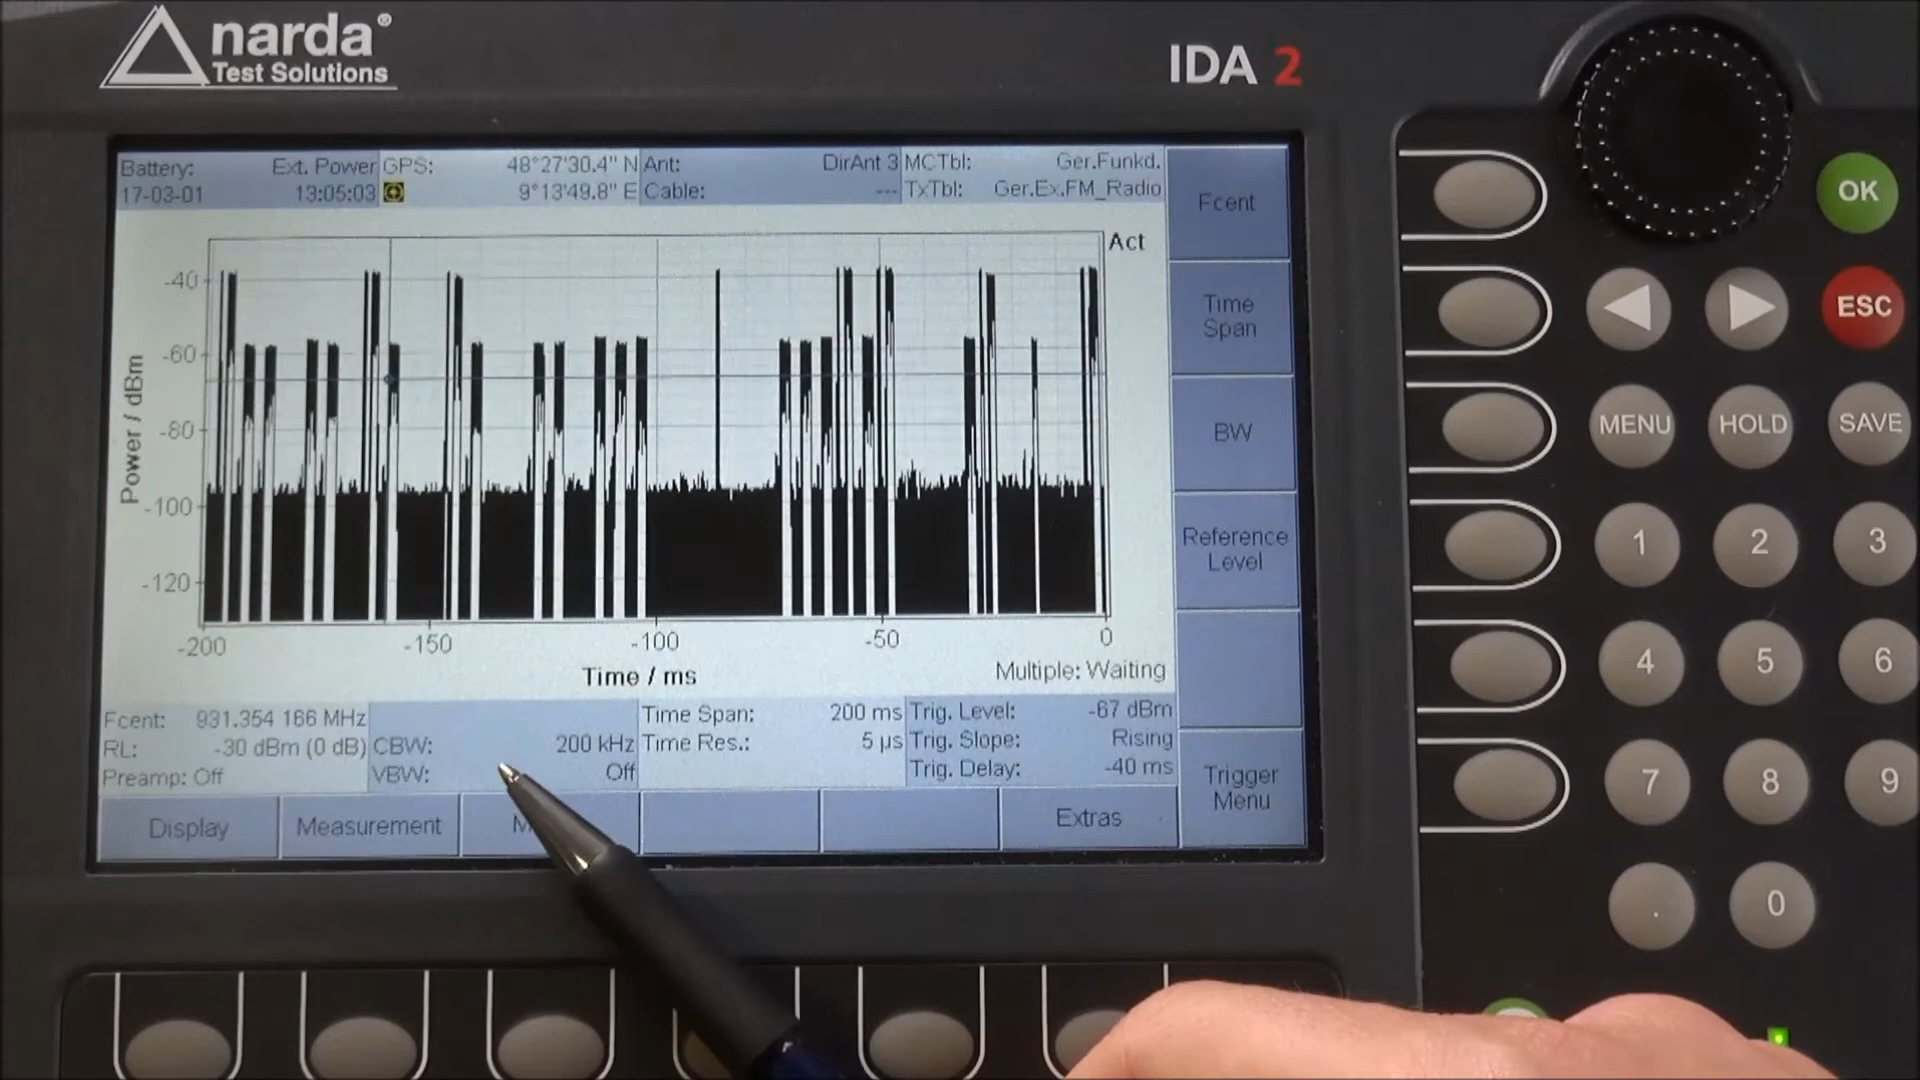 narda®
Test Solutions
IDA 2
Battery: Ext. Power GPS: 48°27'30.4" N Ant: DirAnt 3 MCTbl: Ger.Funkd.
17-03-01 13:05:03 9°13'49.8" E Cable: --- TxTbl: Ger.Ex.FM_Radio
Fcent
Time
Span
BW
Reference
Level
Trigger
Menu
Act
Power / dBm
-40
-60
-80
-100
-120
-200 -150 -100 -50 0
Time / ms
Multiple: Waiting
Fcent: 931.354 166 MHz
RL: -30 dBm (0 dB)
Preamp: Off
CBW: 200 kHz
VBW: Off
Time Span: 200 ms
Time Res.: 5 µs
Trig. Level: -67 dBm
Trig. Slope: Rising
Trig. Delay: -40 ms
Display Measurement Extras
OK
ESC
MENU HOLD SAVE
1 2 3
4 5 6
7 8 9
. 0